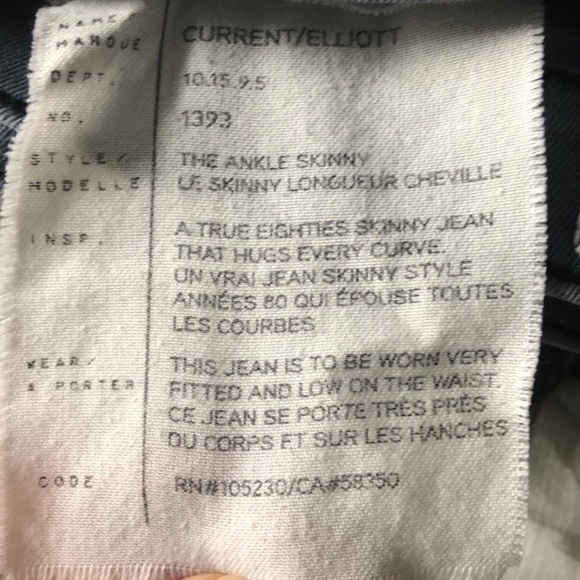 NAME
MARQUE CURRENT/ELLIOTT
DEPT. 10.15.9.5
NO. 1393
STYLE/ THE ANKLE SKINNY
MODELLE LE SKINNY LONGUEUR CHEVILLE
INSP. A TRUE EIGHTIES SKINNY JEAN
THAT HUGS EVERY CURVE.
UN VRAI JEAN SKINNY STYLE
ANNÉES 80 QUI ÉPOUSE TOUTES
LES COURBES
WEAR/ THIS JEAN IS TO BE WORN VERY
A PORTER FITTED AND LOW ON THE WAIST.
CE JEAN SE PORTE TRÈS PRÈS
DU CORPS ET SUR LES HANCHES
CODE RN#105230/CA#58350